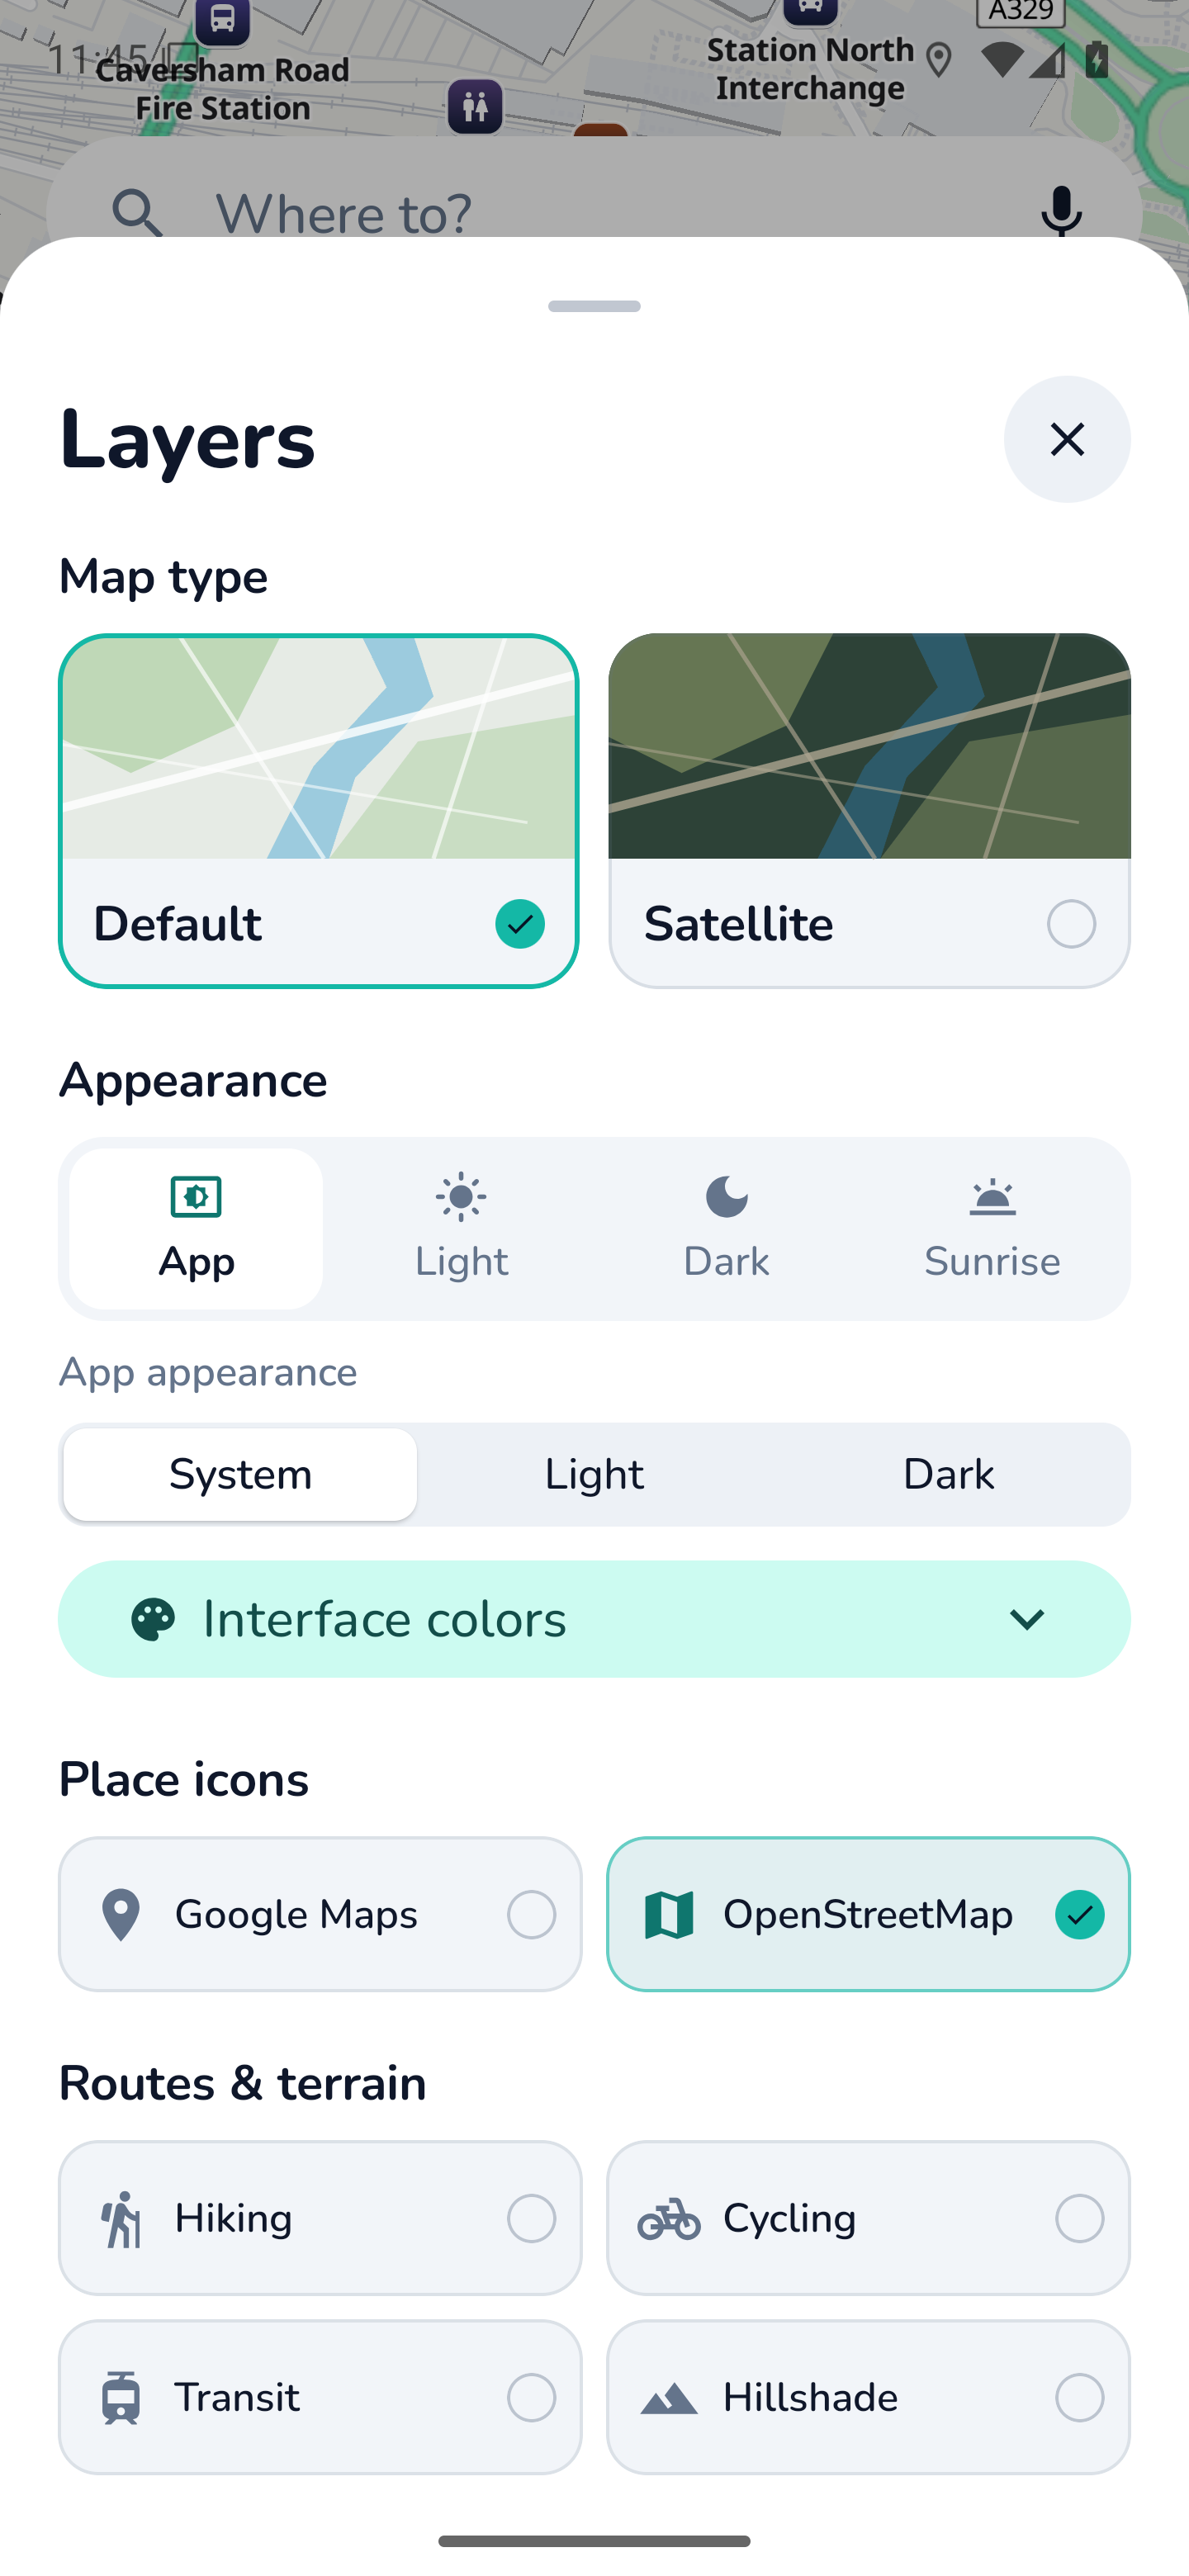 A329
11:45
Caversham Road
Fire Station
Station North
Interchange
Where to?
Layers
Map type
Default
Satellite
Appearance
App
Light
Dark
Sunrise
App appearance
System
Light
Dark
Interface colors
Place icons
Google Maps
OpenStreetMap
Routes & terrain
Hiking
Cycling
Transit
Hillshade